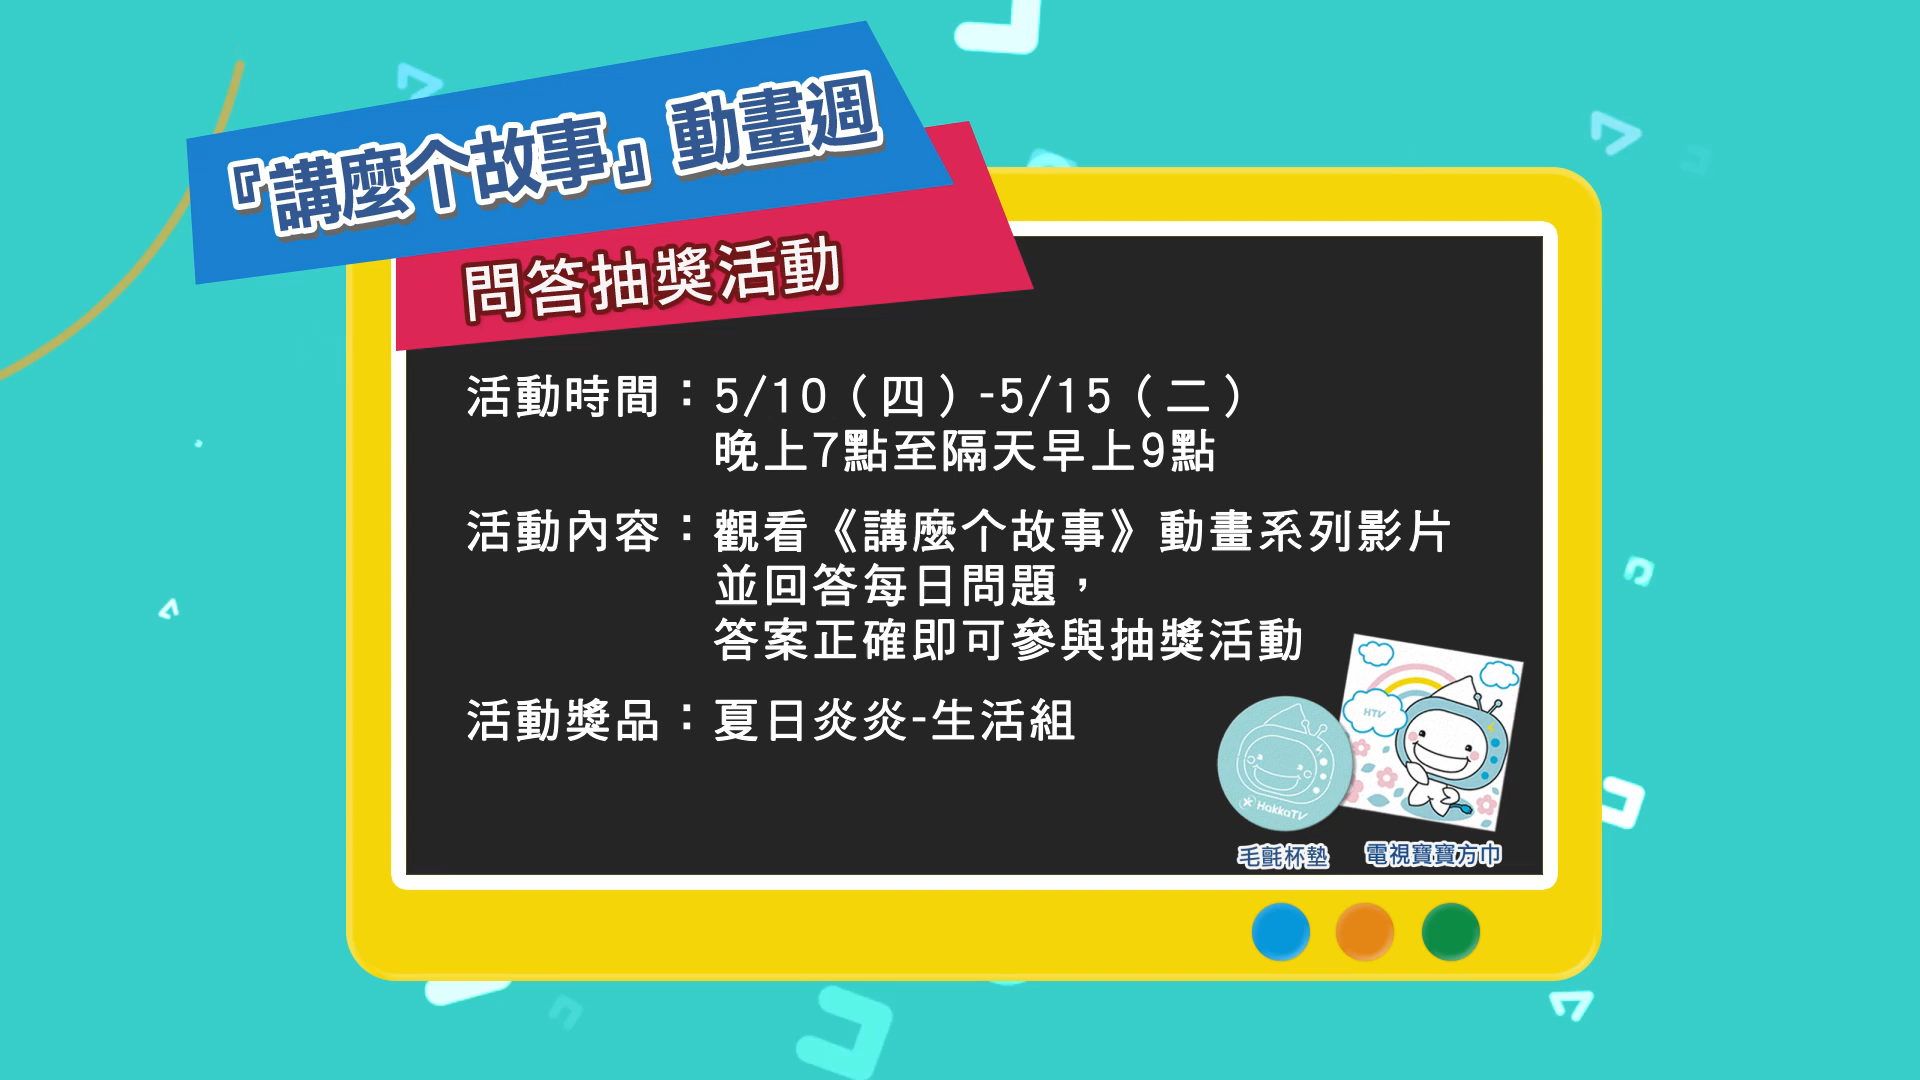 『講麼个故事』動畫週
問答抽獎活動
活動時間：5/10（四）-5/15（二）
晚上7點至隔天早上9點
活動內容：觀看《講麼个故事》動畫系列影片
並回答每日問題，
答案正確即可參與抽獎活動
活動獎品：夏日炎炎-生活組
HTV
HakkaTV
毛氈杯墊
電視寶寶方巾